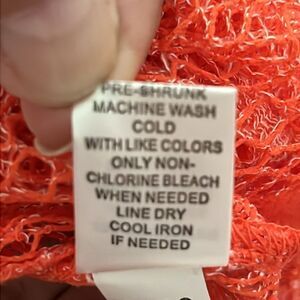 PRE-SHRUNK
MACHINE WASH
COLD
WITH LIKE COLORS
ONLY NON-
CHLORINE BLEACH
WHEN NEEDED
LINE DRY
COOL IRON
IF NEEDED